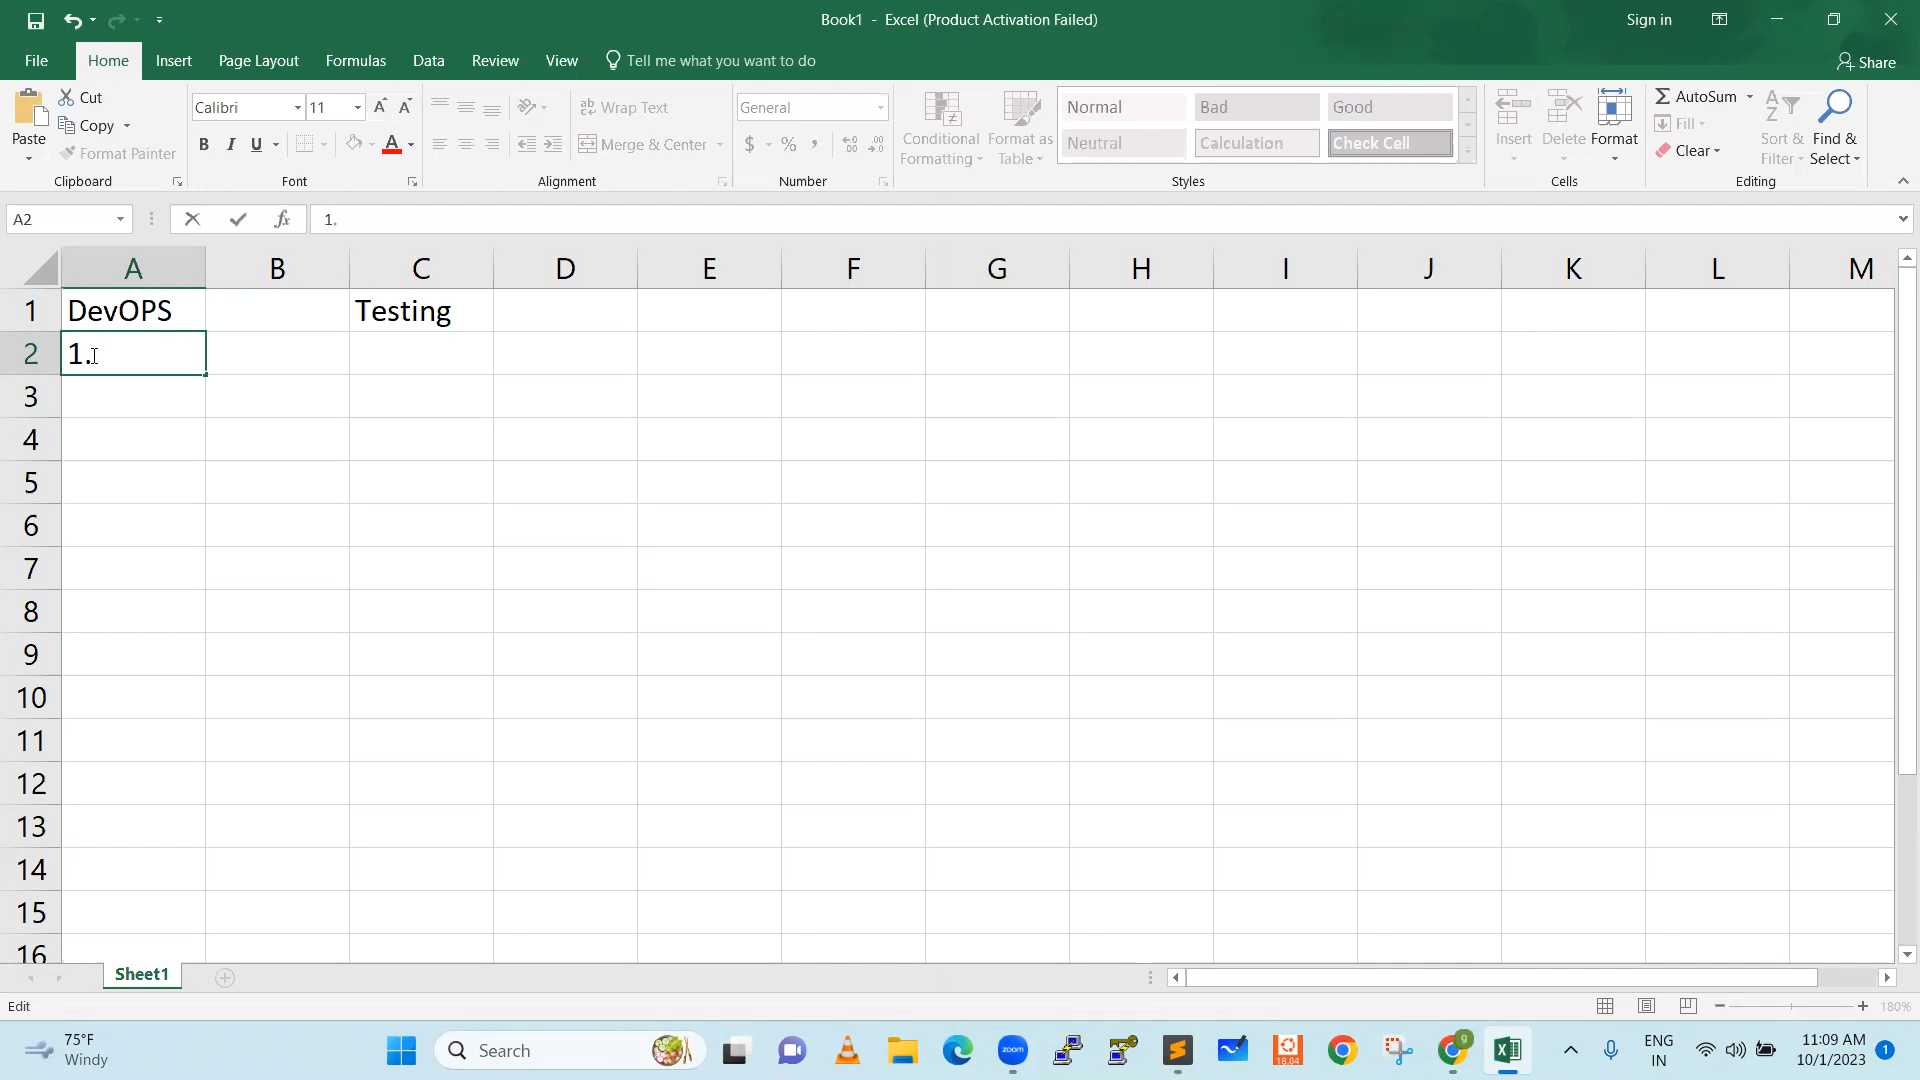 Book1 - Excel (Product Activation Failed)
Sign in
File Home Insert Page Layout Formulas Data Review View Tell me what you want to do
Share
Paste
Cut
Copy
Format Painter
Clipboard
Calibri 11
B I U
Font
Wrap Text
Merge & Center
Alignment
General
$ % ,
Number
Conditional Formatting
Format as Table
Normal Bad Good
Neutral Calculation Check Cell
Styles
Insert Delete Format
Cells
AutoSum
Fill
Clear
Sort & Filter
Find & Select
Editing
A2
fx
1.
A B C D E F G H I J K L M
1 DevOPS Testing
2 1.
3
4
5
6
7
8
9
10
11
12
13
14
15
16
Sheet1
Edit
180%
75°F
Windy
Search
zoom
18.04
g
ENG
IN
11:09 AM
10/1/2023
1